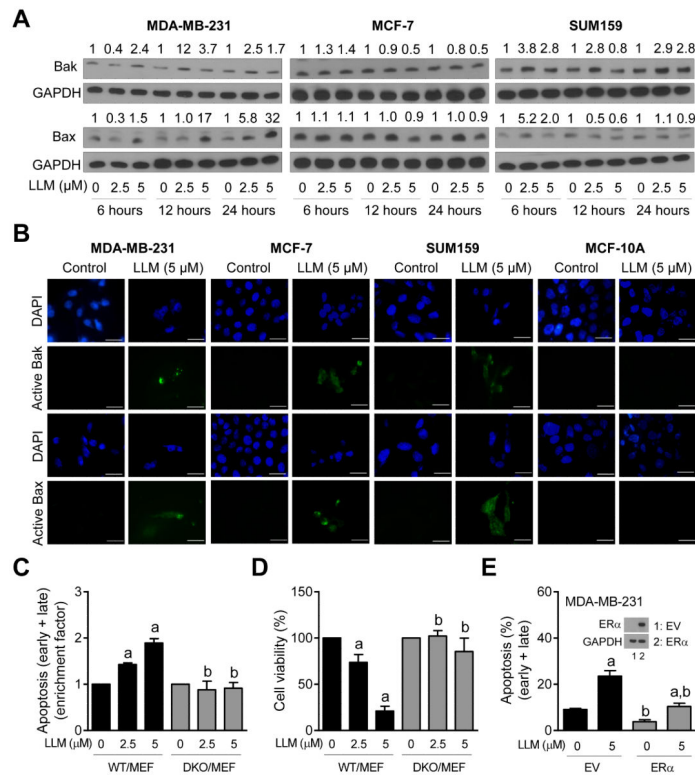 A
MDA-MB-231 MCF-7 SUM159
1 0.4 2.4 1 12 3.7 1 2.5 1.7 1 1.3 1.4 1 0.9 0.5 1 0.8 0.5 1 3.8 2.8 1 2.8 0.8 1 2.9 2.8
Bak
GAPDH
1 0.3 1.5 1 1.0 17 1 5.8 32 1 1.1 1.1 1 1.0 0.9 1 1.0 0.9 1 5.2 2.0 1 0.5 0.6 1 1.1 0.9
Bax
GAPDH
LLM (µM) 0 2.5 5 0 2.5 5 0 2.5 5 0 2.5 5 0 2.5 5 0 2.5 5 0 2.5 5 0 2.5 5 0 2.5 5
6 hours 12 hours 24 hours 6 hours 12 hours 24 hours 6 hours 12 hours 24 hours
B
MDA-MB-231 MCF-7 SUM159 MCF-10A
Control LLM (5 µM) Control LLM (5 µM) Control LLM (5 µM) Control LLM (5 µM)
DAPI
Active Bak
DAPI
Active Bax
C
Apoptosis (early + late)
(enrichment factor)
3
2
1
0
a
a
b
b
LLM (µM) 0 2.5 5 0 2.5 5
WT/MEF DKO/MEF
D
Cell viability (%)
150
100
50
0
a
a
b
b
LLM (µM) 0 2.5 5 0 2.5 5
WT/MEF DKO/MEF
E
Apoptosis (%)
(early + late)
60
40
20
0
MDA-MB-231
ERα 1: EV
GAPDH 2: ERα
1 2
a
b
a,b
LLM (µM) 0 5 0 5
EV ERα